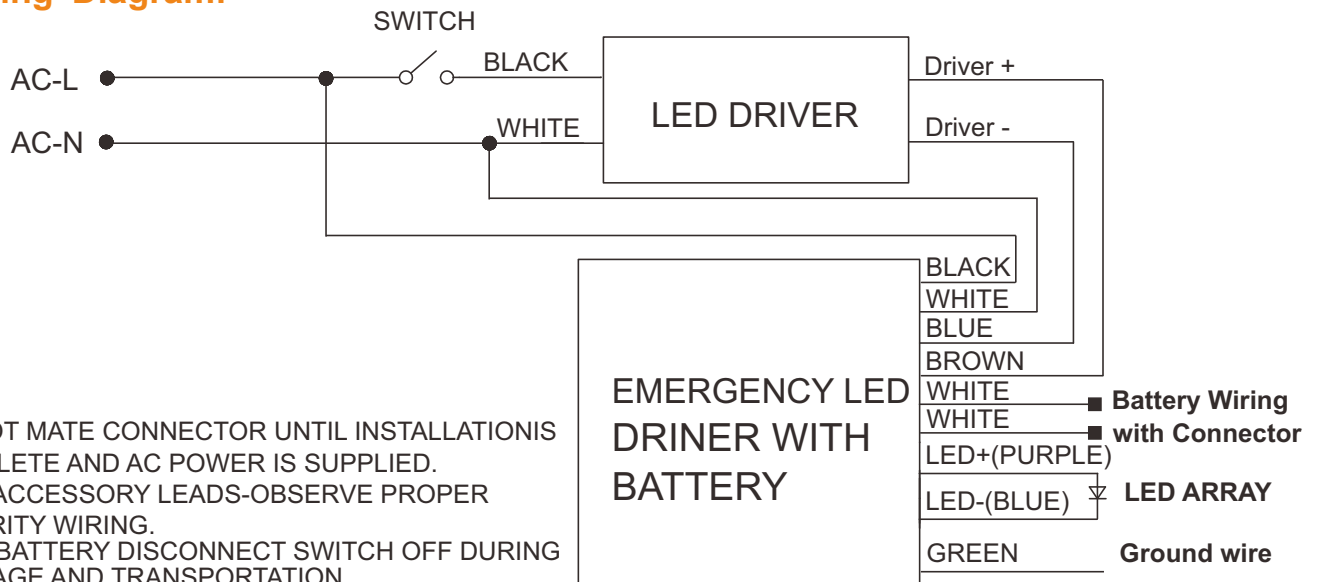 Diagram:
SWITCH
AC-L
BLACK
Driver +
LED DRIVER
AC-N
WHITE
Driver -
BLACK
WHITE
BLUE
BROWN
EMERGENCY LED
DRINER WITH
BATTERY
WHITE
WHITE
Battery Wiring
with Connector
LED+(PURPLE)
LED-(BLUE)
LED ARRAY
GREEN
Ground wire
MATE CONNECTOR UNTIL INSTALLATIONIS
AND AC POWER IS SUPPLIED.
ACCESSORY LEADS-OBSERVE PROPER
WIRING.
BATTERY DISCONNECT SWITCH OFF DURING
AND TRANSPORTATION